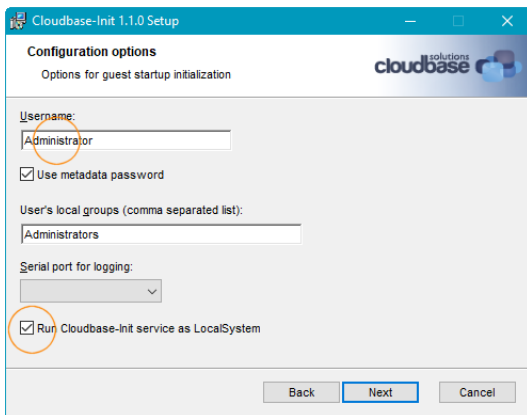 Cloudbase-Init 1.1.0 Setup
Configuration options
Options for guest startup initialization
cloudbase solutions
Username:
Administrator
Use metadata password
User's local groups (comma separated list):
Administrators
Serial port for logging:
Run Cloudbase-Init service as LocalSystem
Back Next Cancel